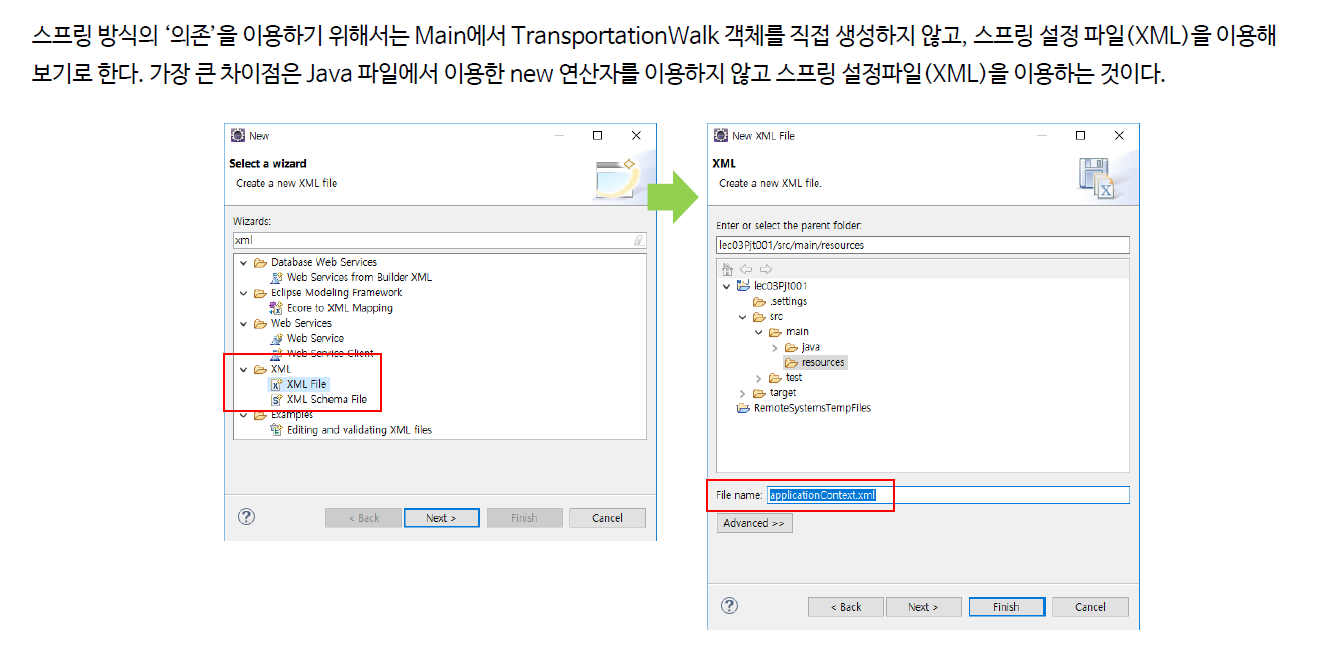 스프링 방식의 ‘의존’을 이용하기 위해서는 Main에서 TransportationWalk 객체를 직접 생성하지 않고, 스프링 설정 파일(XML)을 이용해
보기로 한다. 가장 큰 차이점은 Java 파일에서 이용한 new 연산자를 이용하지 않고 스프링 설정파일(XML)을 이용하는 것이다.
New
Select a wizard
Create a new XML file
Wizards:
xml
Database Web Services
Web Services from Builder XML
Eclipse Modeling Framework
Ecore to XML Mapping
Web Services
Web Service
Web Service Client
XML
XML File
XML Schema File
Examples
Editing and validating XML files
< Back
Next >
Finish
Cancel
New XML File
XML
Create a new XML file.
Enter or select the parent folder:
lec03Pjt001/src/main/resources
lec03Pjt001
.settings
src
main
java
resources
test
target
RemoteSystemsTempFiles
File name: applicationContext.xml
Advanced >>
< Back
Next >
Finish
Cancel